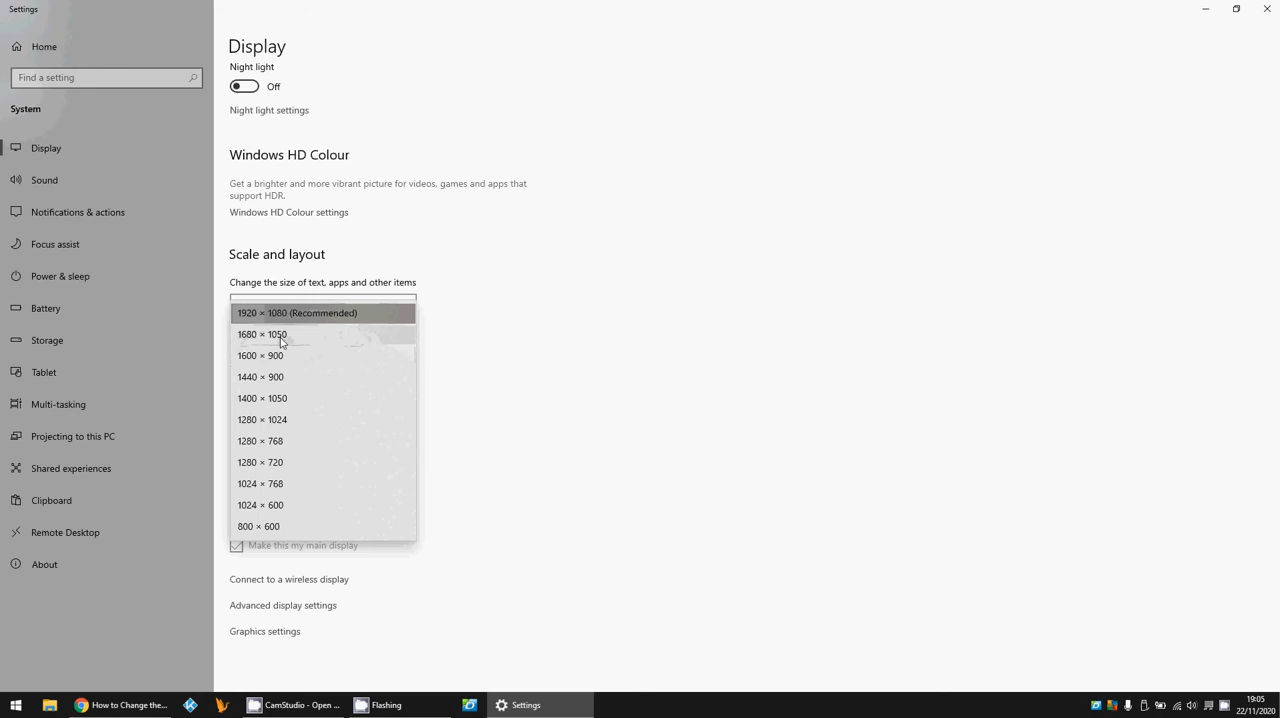 Settings
Home
Find a setting
System
Display
Sound
Notifications & actions
Focus assist
Power & sleep
Battery
Storage
Tablet
Multi-tasking
Projecting to this PC
Shared experiences
Clipboard
Remote Desktop
About
Display
Night light
Off
Night light settings
Windows HD Colour
Get a brighter and more vibrant picture for videos, games and apps that
support HDR.
Windows HD Colour settings
Scale and layout
Change the size of text, apps and other items
1920 × 1080 (Recommended)
1680 × 1050
1600 × 900
1440 × 900
1400 × 1050
1280 × 1024
1280 × 768
1280 × 720
1024 × 768
1024 × 600
800 × 600
Make this my main display
Connect to a wireless display
Advanced display settings
Graphics settings
How to Change the...
CamStudio - Open ...
Flashing
Settings
19:05
22/11/2020